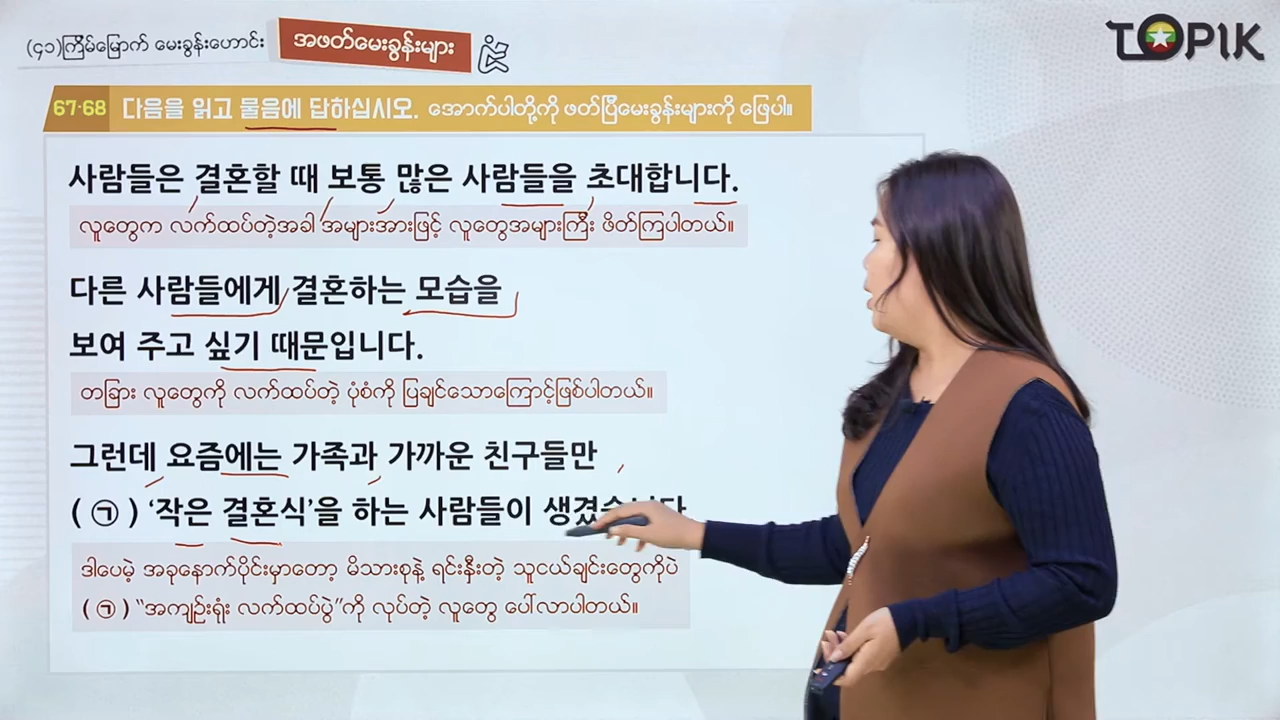 (၄၁)ကြိမ်မြောက် မေးခွန်းဟောင်း
အဖတ်မေးခွန်းများ
TOPIK
67-68 다음을 읽고 물음에 답하십시오. အောက်ပါတို့ကို ဖတ်ပြီးမေးခွန်းများကို ဖြေပါ။
사람들은 결혼할 때 보통 많은 사람들을 초대합니다.
လူတွေက လက်ထပ်တဲ့အခါ အများအားဖြင့် လူတွေအများကြီး ဖိတ်ကြပါတယ်။
다른 사람들에게 결혼하는 모습을
보여 주고 싶기 때문입니다.
တခြား လူတွေကို လက်ထပ်တဲ့ ပုံစံကို ပြချင်သောကြောင့်ဖြစ်ပါတယ်။
그런데 요즘에는 가족과 가까운 친구들만
( ㉠ ) ‘작은 결혼식’을 하는 사람들이
ဒါပေမဲ့ အခုနောက်ပိုင်းမှာတော့ မိသားစုနဲ့ ရင်းနှီးတဲ့ သူငယ်ချင်းတွေကိုပဲ
( ㉠ ) "အကျဉ်းရုံး လက်ထပ်ပွဲ"ကို လုပ်တဲ့ လူတွေ ပေါ်လာပါတယ်။